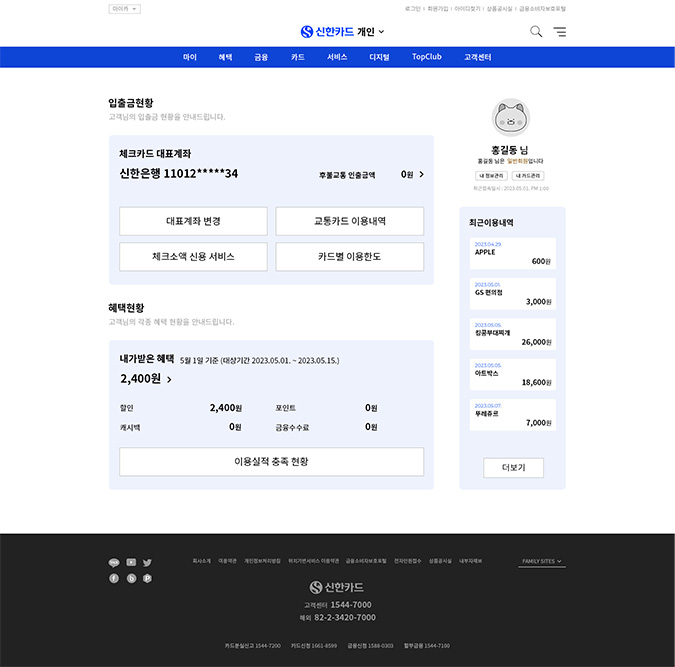 마이카
로그인 | 회원가입 | 아이디찾기 | 상품공시실 | 금융소비자보호포털
신한카드 개인
마이 혜택 금융 카드 서비스 디지털 TopClub 고객센터
입출금현황
고객님의 입출금 현황을 안내드립니다.
체크카드 대표계좌
신한은행 11012*****34
후불교통 인출금액 0원
대표계좌 변경
교통카드 이용내역
체크소액 신용 서비스
카드별 이용한도
혜택현황
고객님의 각종 혜택 현황을 안내드립니다.
내가받은 혜택 5월 1일 기준 (대상기간 2023.05.01. ~ 2023.05.15.)
2,400원
할인 2,400원 포인트 0원
캐시백 0원 금융수수료 0원
이용실적 충족 현황
홍길동 님
홍길동 님은 일반회원입니다
내 정보관리 내 카드관리
최근접속일시 : 2023.05.01. PM 1:00
최근이용내역
2023.04.29.
APPLE
600원
2023.05.01.
GS 편의점
3,000원
2023.05.05.
킹콩부대찌개
26,000원
2023.05.05.
아트박스
18,600원
2023.05.07.
뚜레쥬르
7,000원
더보기
회사소개 이용약관 개인정보처리방침 위치기반서비스 이용약관 금융소비자보호포털 전자민원접수 상품공시실 내부자제보
FAMILY SITES
신한카드
고객센터 1544-7000
해외 82-2-3420-7000
카드분실신고 1544-7200 카드신청 1661-8599 금융신청 1588-0303 할부금융 1544-7100